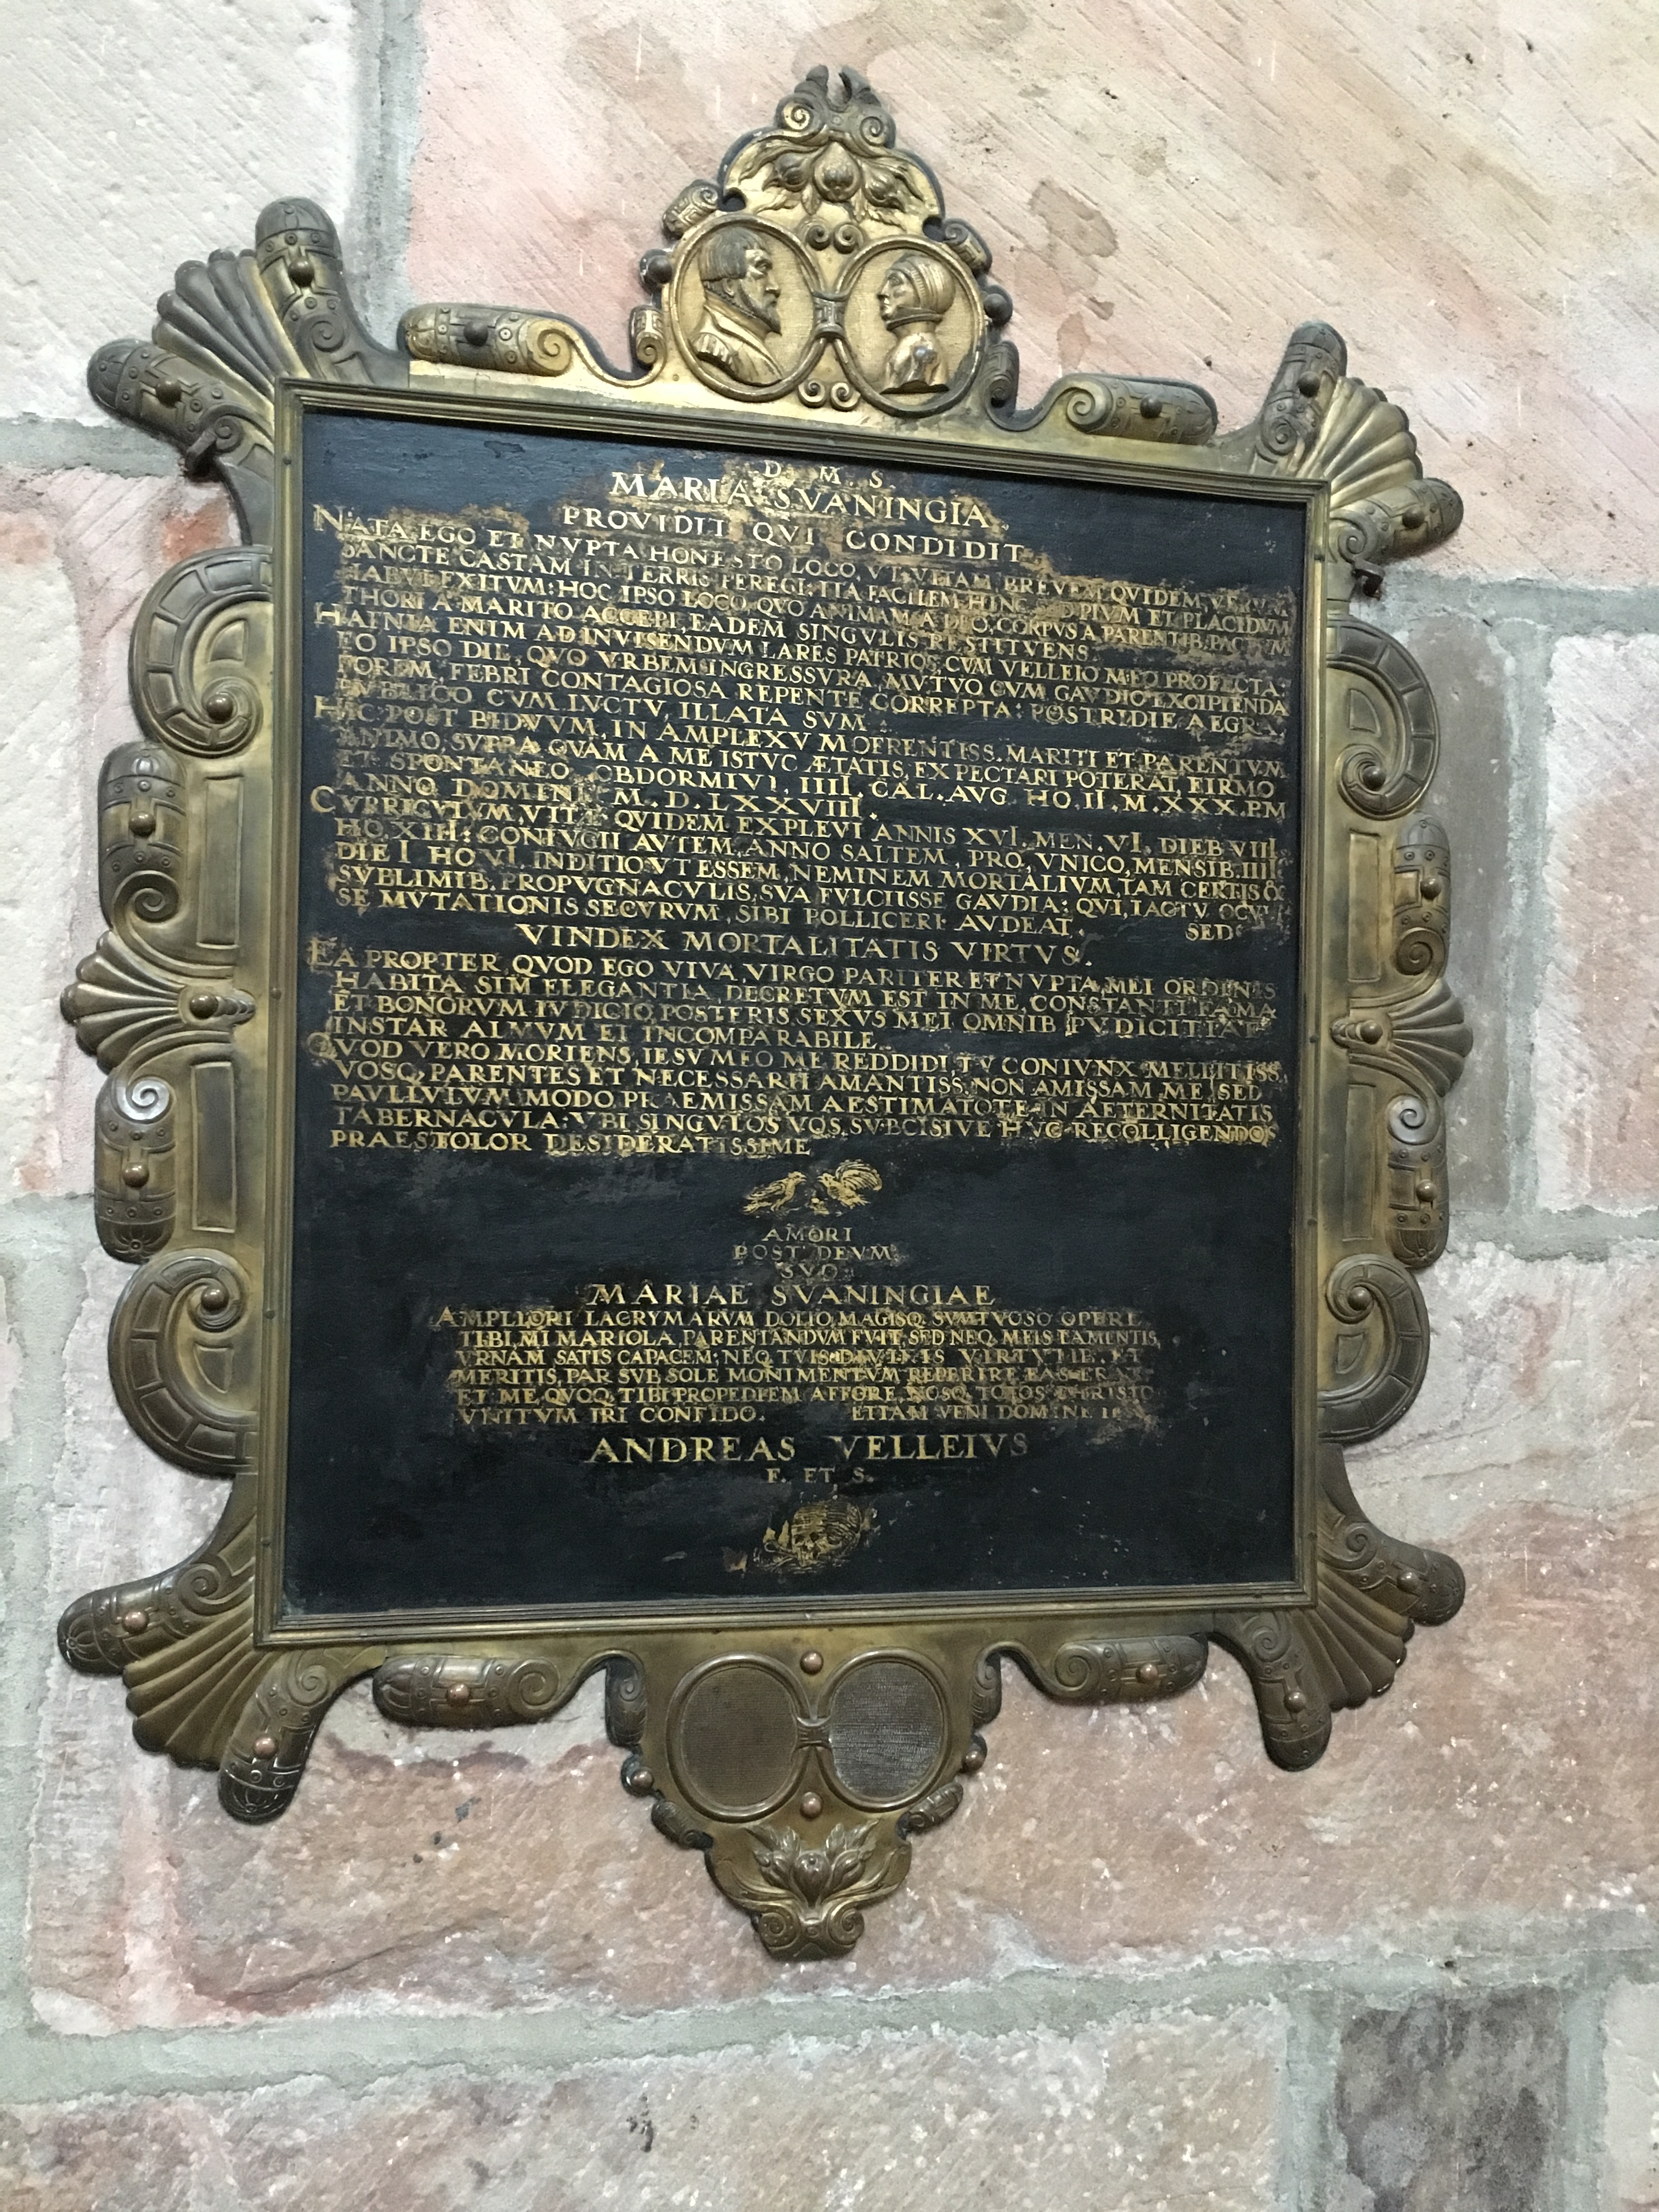 D. M. S.
MARIA SVANINGIA.
PROVIDIT QVI CONDIDIT
NATA EGO ET NVPTA HONESTO LOCO, VT VITAM BREVEM QVIDEM, VERVM
SANCTE CASTAM IN TERRIS PEREGI: ITA FACILEM HINC PIVM ET PLACIDVM
HABVI EXITVM: HOC IPSO LOCO, QVO ANIMAM A DEO, CORPVS A PARENTIB. PACTVM
THORI A MARITO ACCEPI, EADEM SINGVLIS RESTITVENS.
HAFNIA ENIM AD INVISENDVM LARES PATRIOS, CVM VELLEIO MEO PROFECTA:
EO IPSO DIE, QVO VRBEM INGRESSVRA, MVTVO CVM GAVDIO EXCIPIENDA
FOREM, FEBRI CONTAGIOSA REPENTE CORREPTA: POSTRIDIE AEGRA,
PVBLICO CVM LVCTV, ILLATA SVM.
HIC POST BIDVVM, IN AMPLEXV MOERENTISS. MARITI ET PARENTVM
ANIMO, SVPRA QVAM A ME ISTVC ÆTATIS, EXPECTARI POTERAT, FIRMO
ET SPONTANEO OBDORMIVI, IIII. CAL. AVG. HO. II. M. XXX. P.M
ANNO DOMINI M. D. LXXVIII.
CVRRICVLVM, VITÆ QVIDEM EXPLEVI ANNIS XVI. MEN. VI. DIEB VIII
HO. XIII: CONIVGII AVTEM, ANNO SALTEM, PRO, VNICO, MENSIB. IIII
DIE I HO VI. INDITIO VT ESSEM, NEMINEM MORTALIVM, TAM CERTIS &
SVBLIMIB. PROPVGNACVLIS, SVA FVLCIISSE GAVDIA: QVI, IACTV OCVLI
SE MVTATIONIS SECVRVM, SIBI POLLICERI AVDEAT. SED
VINDEX MORTALITATIS VIRTVS.
EA PROPTER, QVOD EGO VIVA, VIRGO PARITER ET NVPTA, MEI ORDINIS
HABITA SIM ELEGANTIA, DECRETVM EST IN ME, CONSTANTI FAMA
ET BONORVM IVDICIO, POSTERIS SEXVS MEI OMNIB PVDICITIAE
INSTAR ALMVM EI INCOMPARABILE.
QVOD VERO MORIENS, IESV MEO ME REDDIDI, TV CONIVNX MELLITISS,
VOSQ PARENTES ET NECESSARII AMANTISS. NON AMISSAM ME, SED
PAVLLVLVM MODO PRAEMISSAM AESTIMATOTE IN AETERNITATIS
TABERNACVLA: VBI SINGVLOS VOS, SVBCISIVE HVC RECOLLIGENDOS
PRAESTOLOR DESIDERATISSIME
AMORI
POST DEVM
SVO
MARIAE SVANINGIAE
AMPLIORI LACRYMARVM DOLIO, MAGISQ. SVMTVOSO OPERE
TIBI, MI MARIOLA, PARENTANDVM FVIT, SED NEQ. MEIS LAMENTIS,
VRNAM SATIS CAPACEM: NEQ TVIS DIVINIS VIRTVTIB. ET
MERITIS, PAR SVB SOLE MONIMENTVM REPERIRE
ET ME QVOQ. TIBI PROPEDIEM AFFORE, NOSQ. TOTOS CHRISTO
VNITVM IRI CONFIDO. ETIAM VENI DOMINE
ANDREAS VELLEIVS
F. ET S.